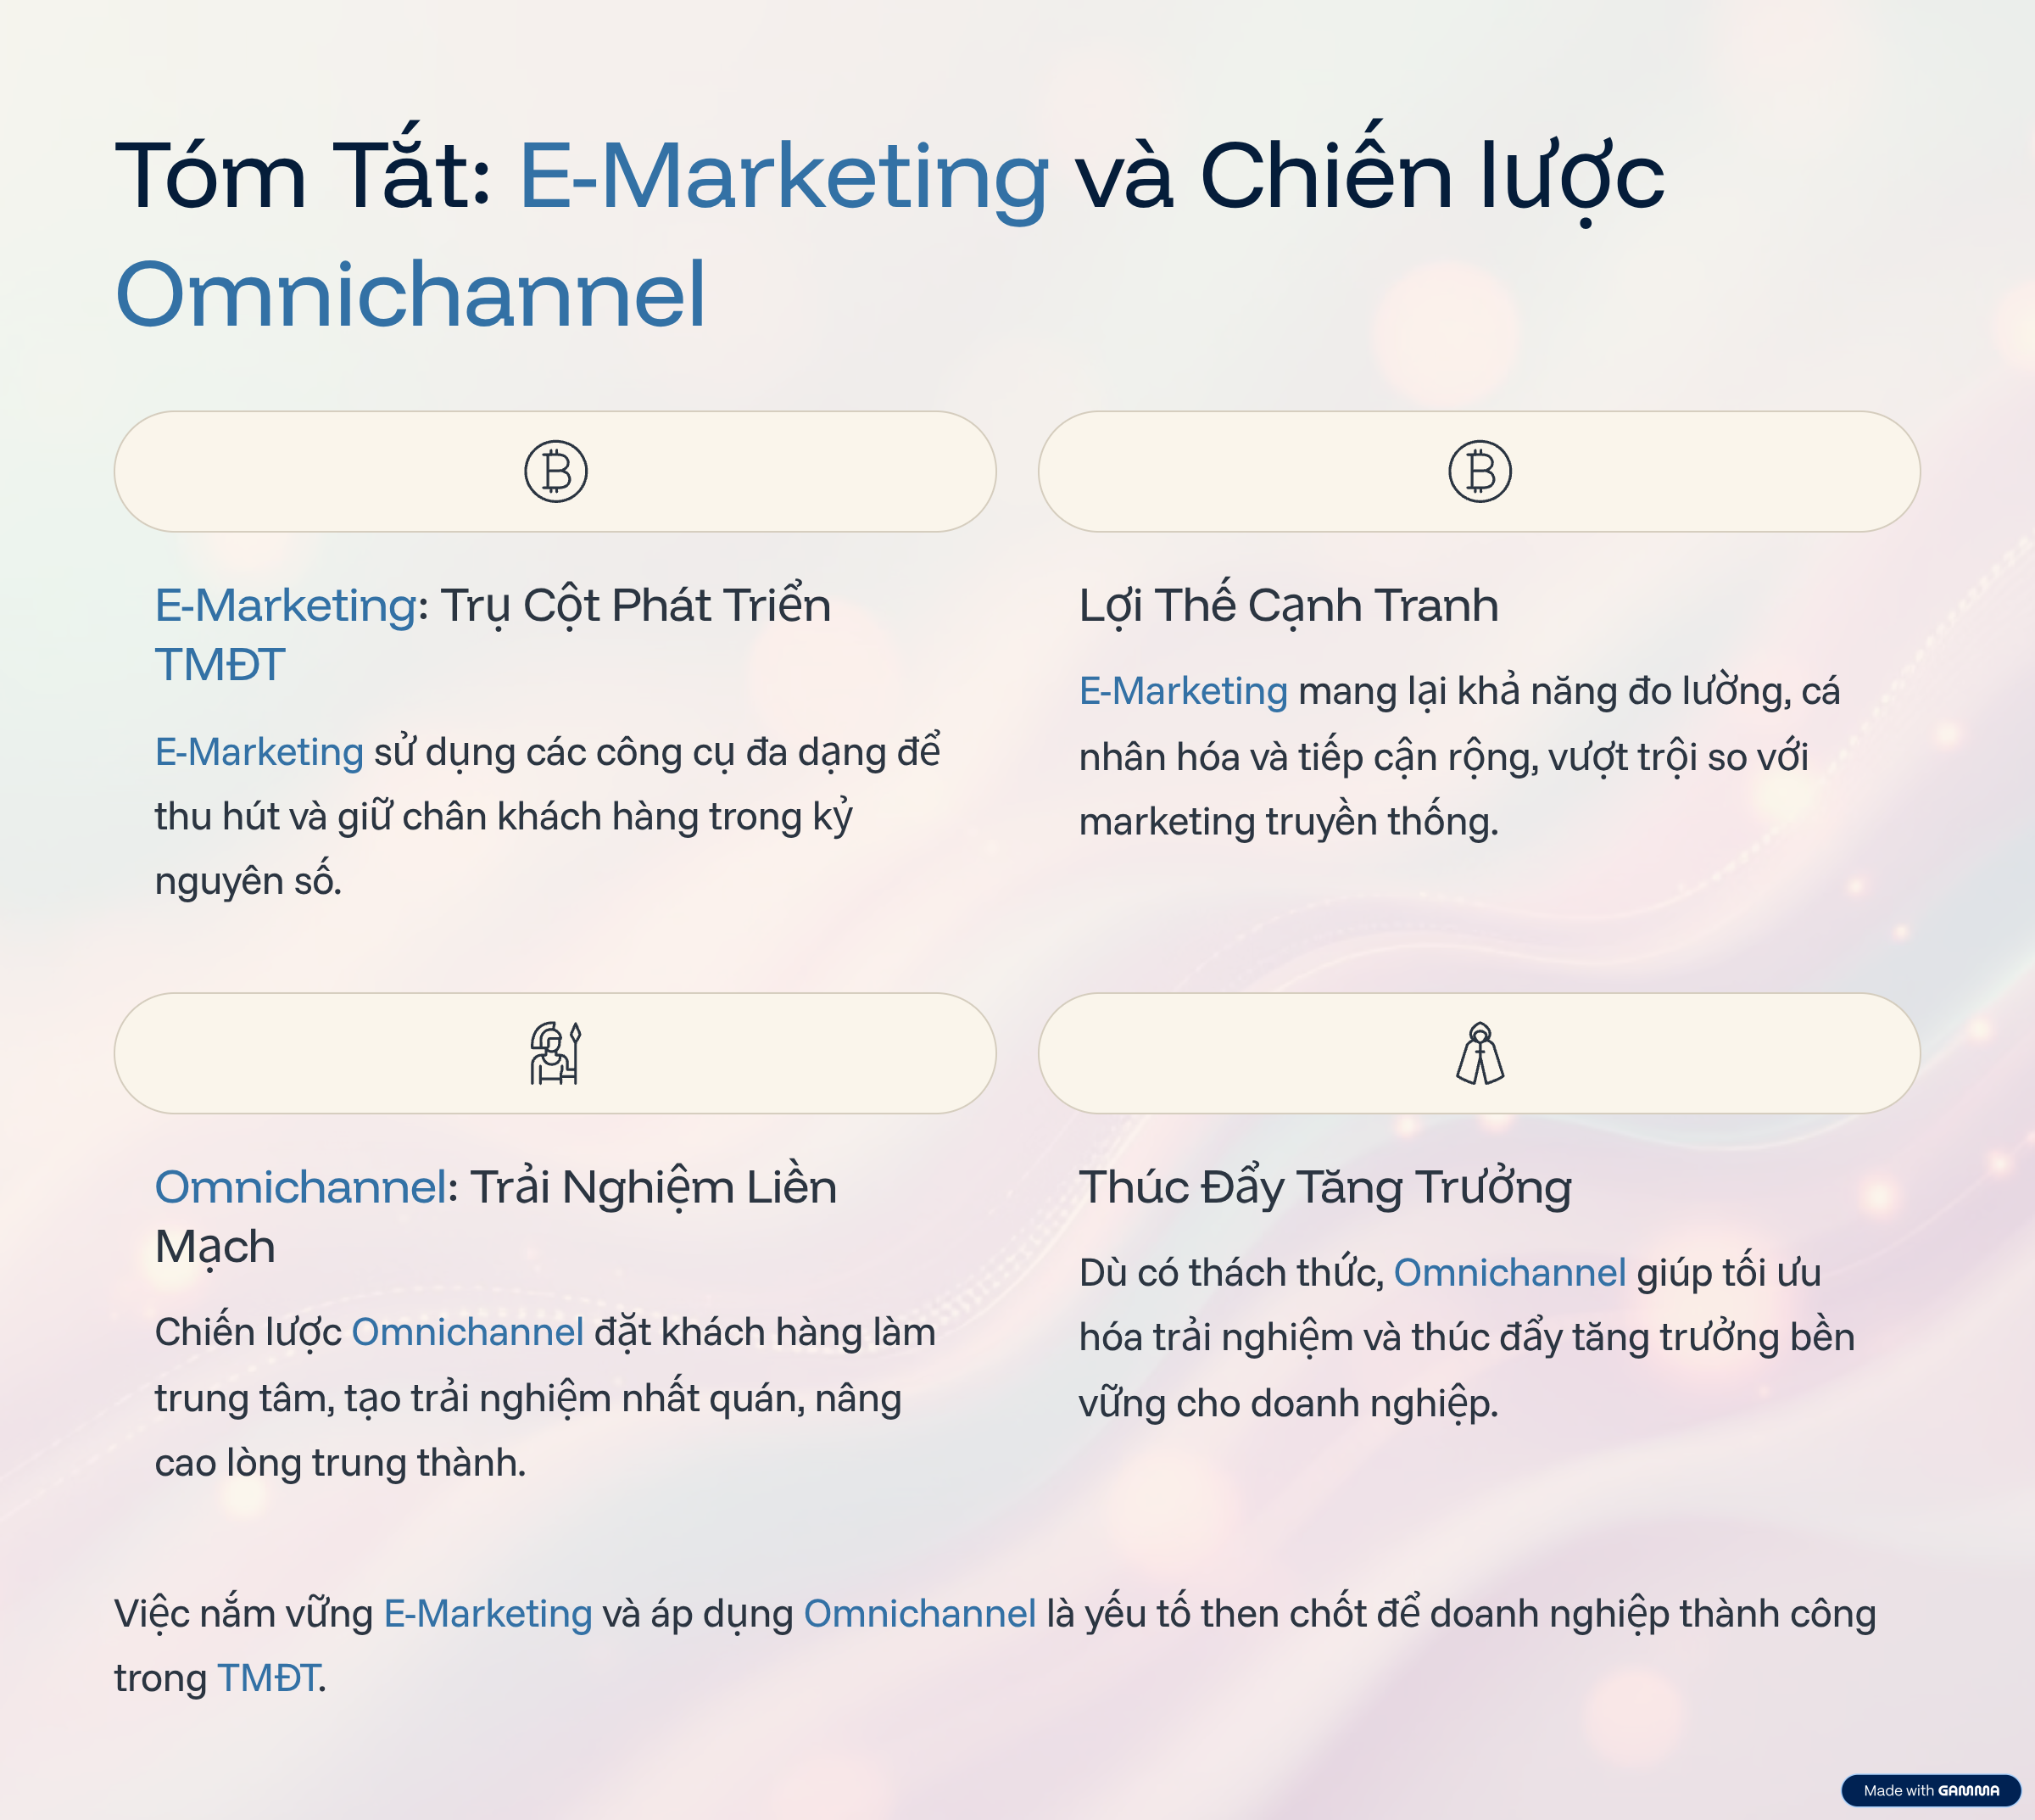 Tóm Tắt: E-Marketing và Chiến lược
Omnichannel
E-Marketing: Trụ Cột Phát Triển
TMĐT
E-Marketing sử dụng các công cụ đa dạng để
thu hút và giữ chân khách hàng trong kỷ
nguyên số.
Lợi Thế Cạnh Tranh
E-Marketing mang lại khả năng đo lường, cá
nhân hóa và tiếp cận rộng, vượt trội so với
marketing truyền thống.
Omnichannel: Trải Nghiệm Liền
Mạch
Chiến lược Omnichannel đặt khách hàng làm
trung tâm, tạo trải nghiệm nhất quán, nâng
cao lòng trung thành.
Thúc Đẩy Tăng Trưởng
Dù có thách thức, Omnichannel giúp tối ưu
hóa trải nghiệm và thúc đẩy tăng trưởng bền
vững cho doanh nghiệp.
Việc nắm vững E-Marketing và áp dụng Omnichannel là yếu tố then chốt để doanh nghiệp thành công
trong TMĐT.
Made with GAMMA